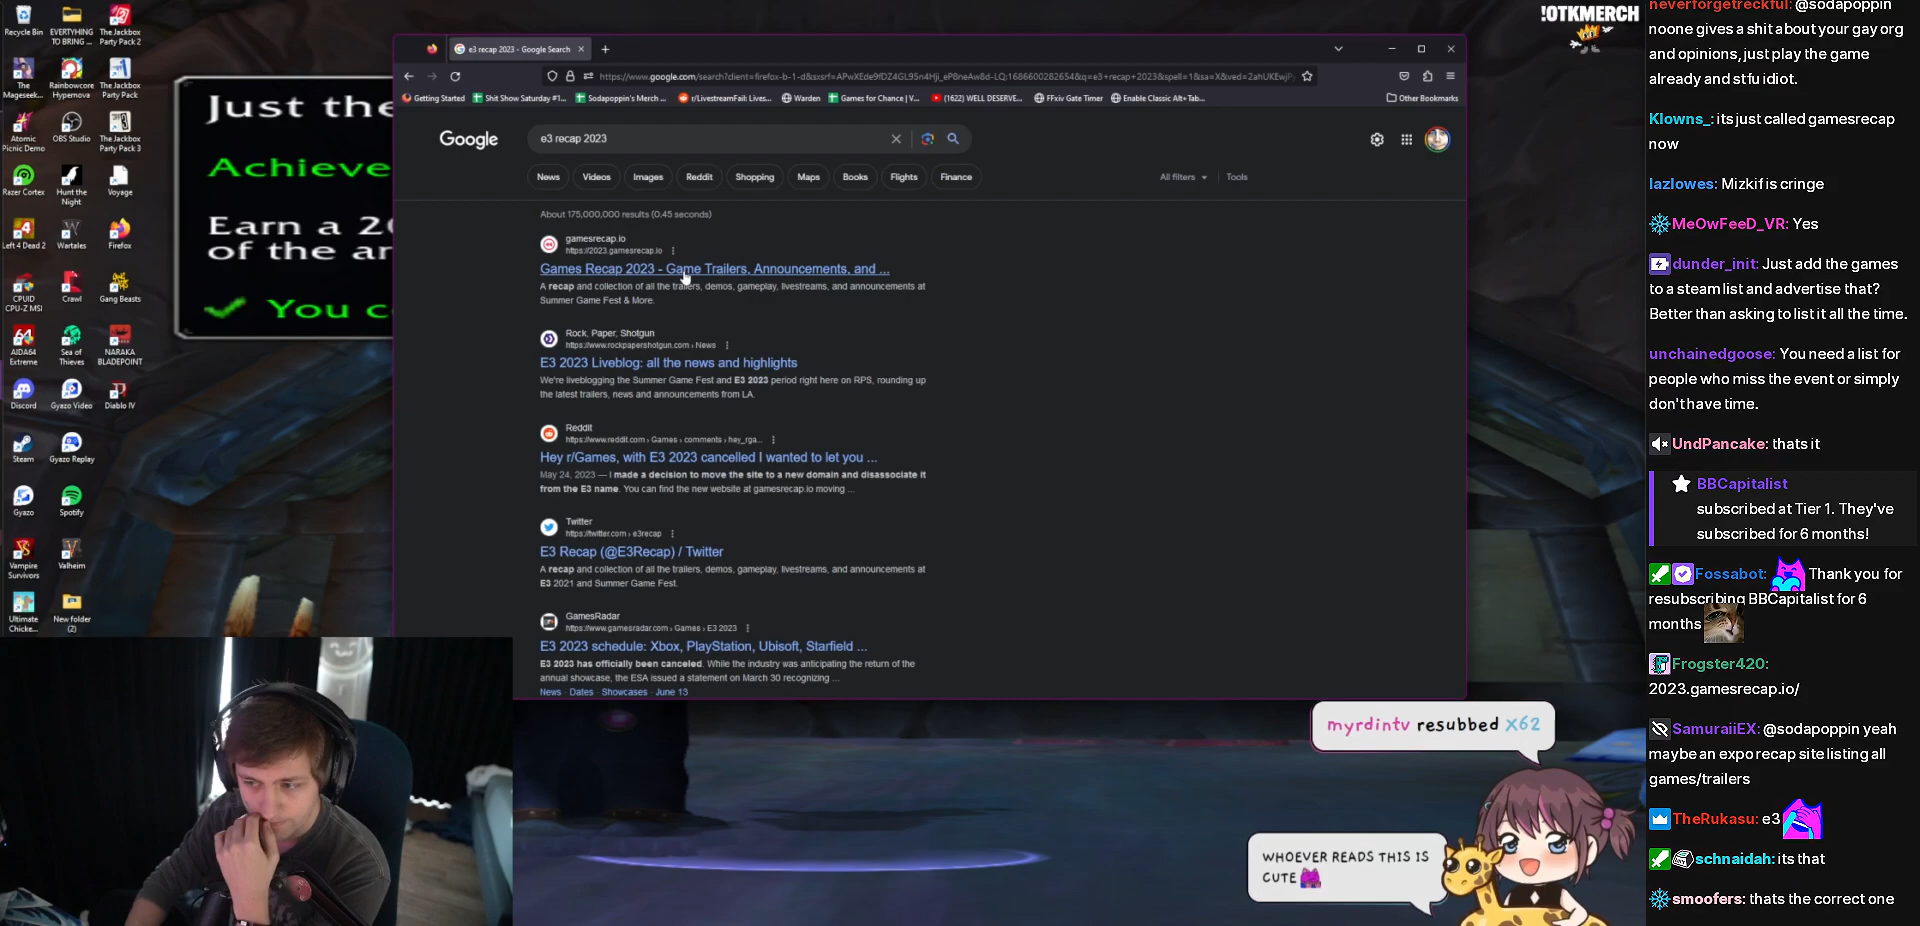 Recycle Bin
EVERYTHING TO BRING ...
The Jackbox Party Pack 2
The Mageseek...
Rainbowcore Hypernova
The Jackbox Party Pack
Atomic Picnic Demo
OBS Studio
The Jackbox Party Pack 3
Razer Cortex
Hunt the Night
Voyage
Left 4 Dead 2
Wartales
Firefox
CPUID CPU-Z MSI
Crawl
Gang Beasts
AIDA64 Extreme
Sea of Thieves
NARAKA BLADEPOINT
Discord
Gyazo Video
Diablo IV
Steam
Gyazo Replay
Gyazo
Spotify
Vampire Survivors
Valheim
Ultimate Chicke...
New folder (2)
Just the
Achieve
Earn a 20
of the ar
You c
e3 recap 2023 - Google Search
Getting Started
Shit Show Saturday #1...
Sodapoppin's Merch ...
r/LivestreamFail: Lives...
Warden
Games for Chance | V...
(1622) WELL DESERVE...
FFxiv Gate Timer
Enable Classic Alt+Tab...
Other Bookmarks
Google
e3 recap 2023
News
Videos
Images
Reddit
Shopping
Maps
Books
Flights
Finance
All filters
Tools
About 175,000,000 results (0.45 seconds)
gamesrecap.io
https://2023.gamesrecap.io
Games Recap 2023 - Game Trailers, Announcements, and ...
A recap and collection of all the trailers, demos, gameplay, livestreams, and announcements at
Summer Game Fest & More.
Rock, Paper, Shotgun
https://www.rockpapershotgun.com › News
E3 2023 Liveblog: all the news and highlights
We're liveblogging the Summer Game Fest and E3 2023 period right here on RPS, rounding up
the latest trailers, news and announcements from LA.
Reddit
https://www.reddit.com › Games › comments › hey_rga...
Hey r/Games, with E3 2023 cancelled I wanted to let you ...
May 24, 2023 — I made a decision to move the site to a new domain and disassociate it
from the E3 name. You can find the new website at gamesrecap.io moving ...
Twitter
https://twitter.com › e3recap
E3 Recap (@E3Recap) / Twitter
A recap and collection of all the trailers, demos, gameplay, livestreams, and announcements at
E3 2021 and Summer Game Fest.
GamesRadar
https://www.gamesradar.com › Games › E3 2023
E3 2023 schedule: Xbox, PlayStation, Ubisoft, Starfield ...
E3 2023 has officially been canceled. While the industry was anticipating the return of the
annual showcase, the ESA issued a statement on March 30 recognizing ...
News · Dates · Showcases · June 13
!OTKMERCH
myrdintv resubbed X62
WHOEVER READS THIS IS
CUTE
neverforgetreckful: @sodapoppin
noone gives a shit about your gay org
and opinions, just play the game
already and stfu idiot.
Klowns_: its just called gamesrecap
now
lazlowes: Mizkif is cringe
MeOwFeeD_VR: Yes
dunder_init: Just add the games
to a steam list and advertise that?
Better than asking to list it all the time.
unchainedgoose: You need a list for
people who miss the event or simply
don't have time.
UndPancake: thats it
BBCapitalist
subscribed at Tier 1. They've
subscribed for 6 months!
Fossabot: Thank you for
resubscribing BBCapitalist for 6
months
Frogster420:
2023.gamesrecap.io/
SamuraiiEX: @sodapoppin yeah
maybe an expo recap site listing all
games/trailers
TheRukasu: e3
schnaidah: its that
smoofers: thats the correct one